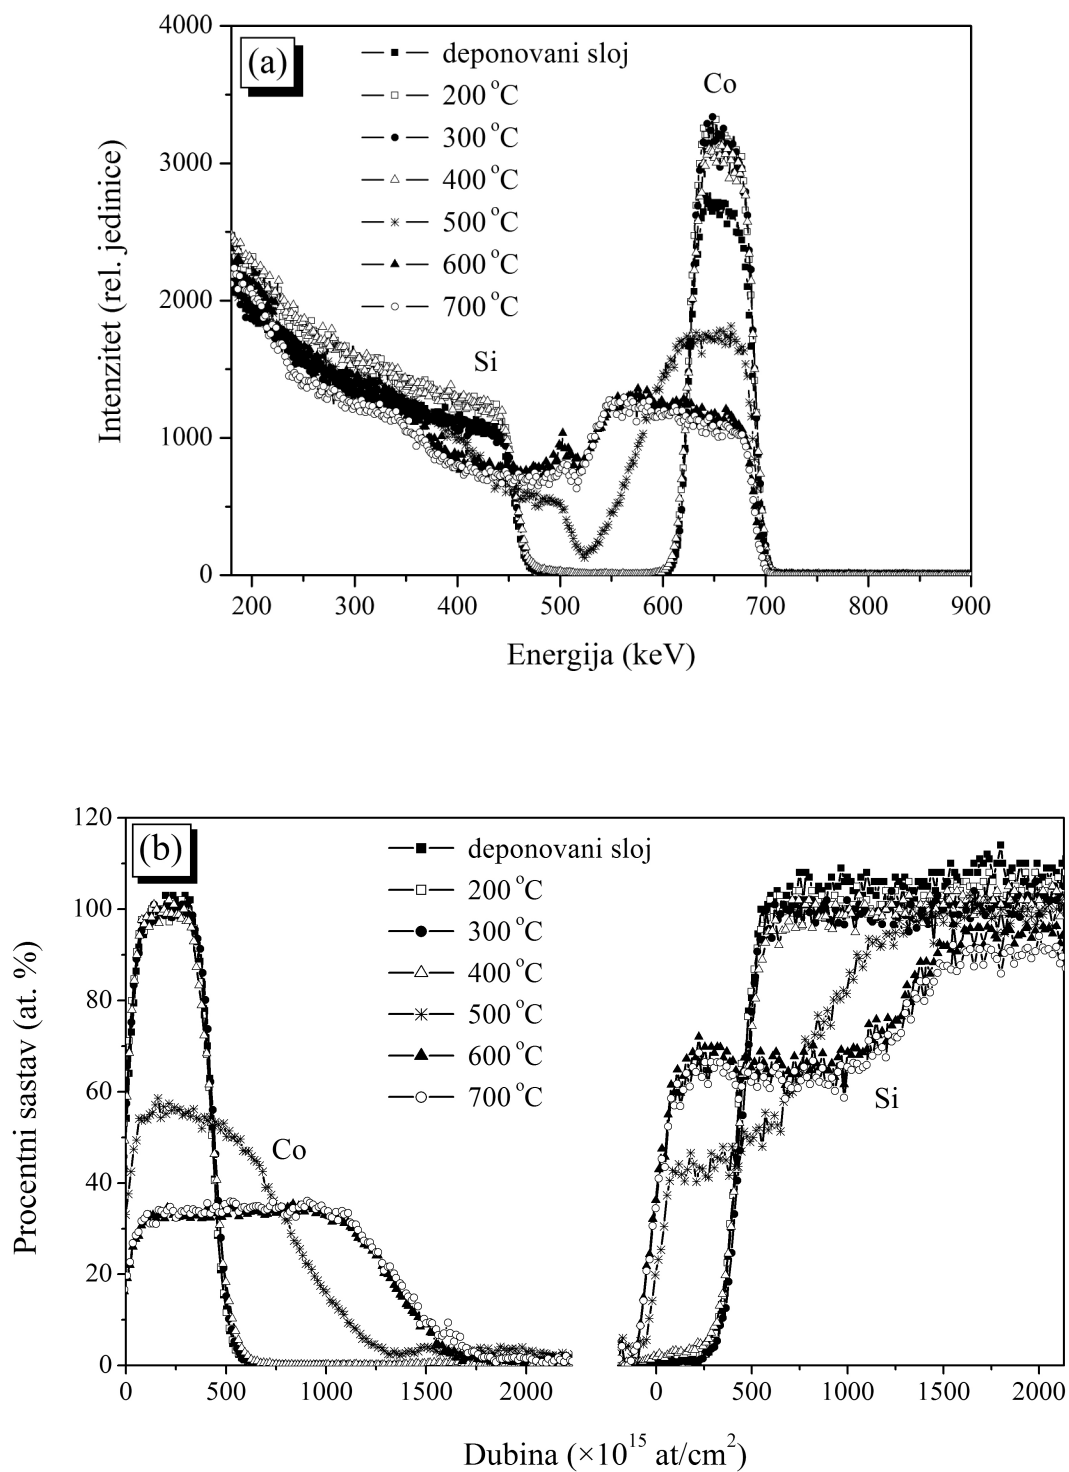 (a)
deponovani sloj
200 °C
300 °C
400 °C
500 °C
600 °C
700 °C
Co
Si
4000
3000
2000
1000
0
Intenzitet (rel. jedinice)
200 300 400 500 600 700 800 900
Energija (keV)
(b)
deponovani sloj
200 °C
300 °C
400 °C
500 °C
600 °C
700 °C
Co
Si
120
100
80
60
40
20
0
Procentni sastav (at. %)
0 500 1000 1500 2000 0 500 1000 1500 2000
Dubina (×10¹⁵ at/cm²)